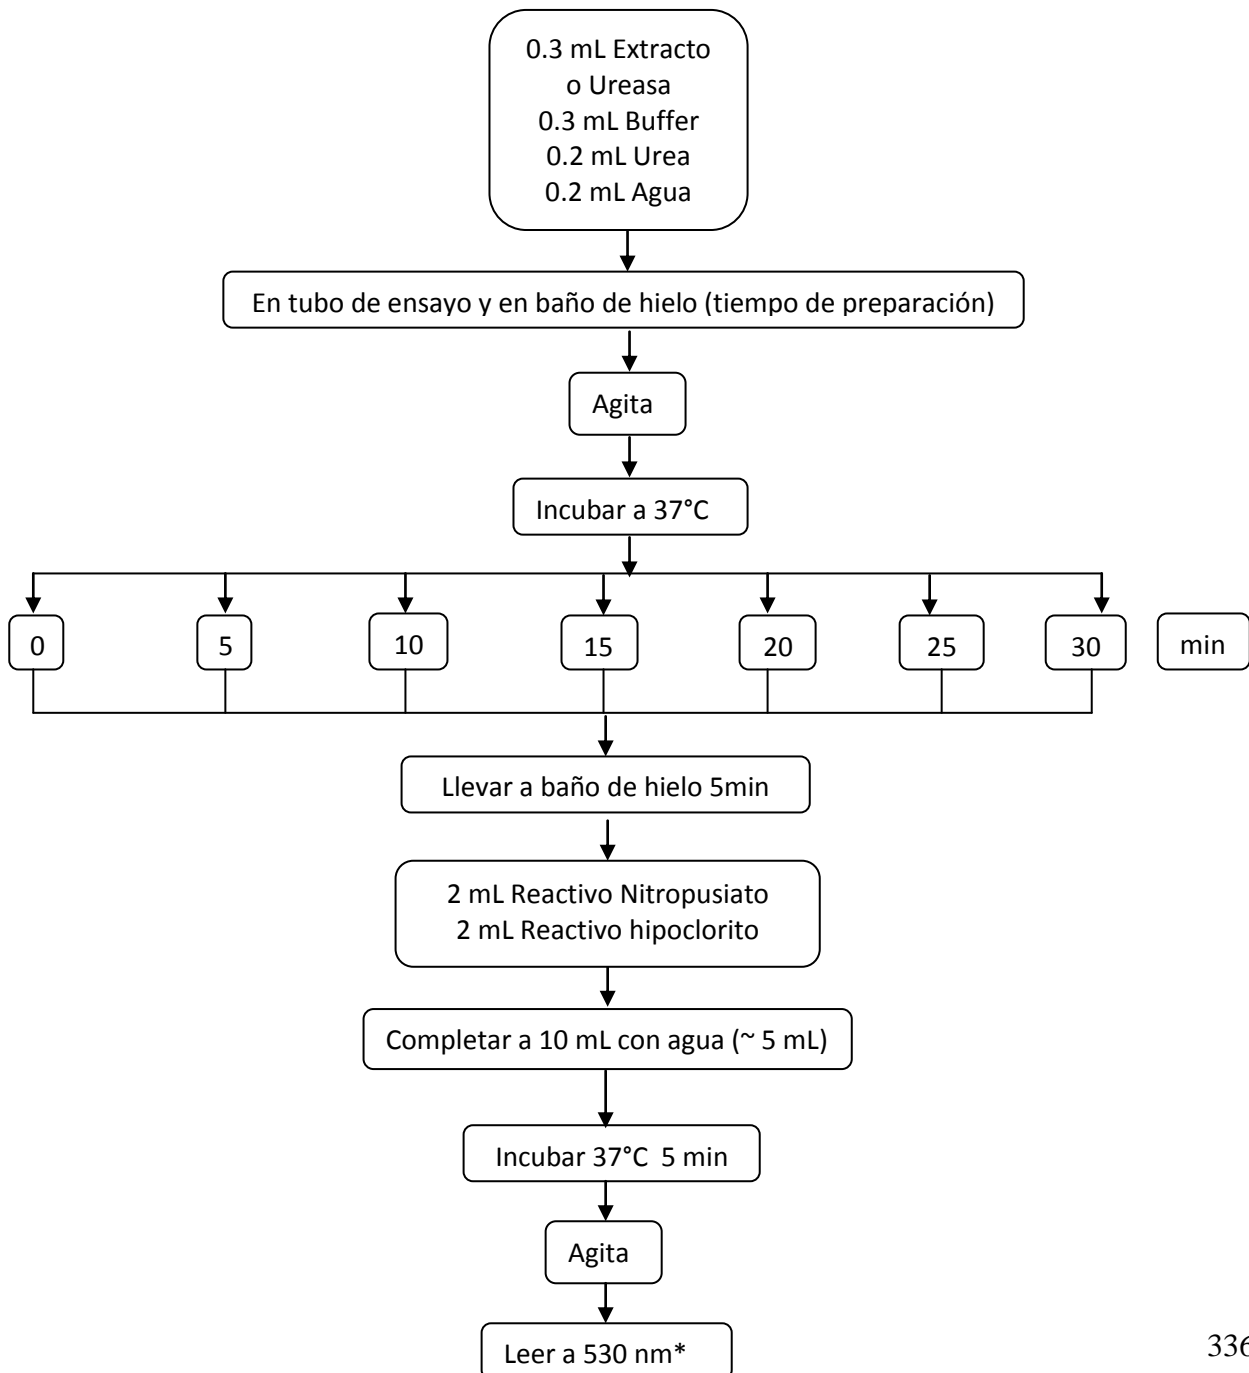 0.3 mL Extracto
o Ureasa
0.3 mL Buffer
0.2 mL Urea
0.2 mL Agua
En tubo de ensayo y en baño de hielo (tiempo de preparación)
Agita
Incubar a 37°C
0 5 10 15 20 25 30 min
Llevar a baño de hielo 5min
2 mL Reactivo Nitropusiato
2 mL Reactivo hipoclorito
Completar a 10 mL con agua (~ 5 mL)
Incubar 37°C 5 min
Agita
Leer a 530 nm*
336